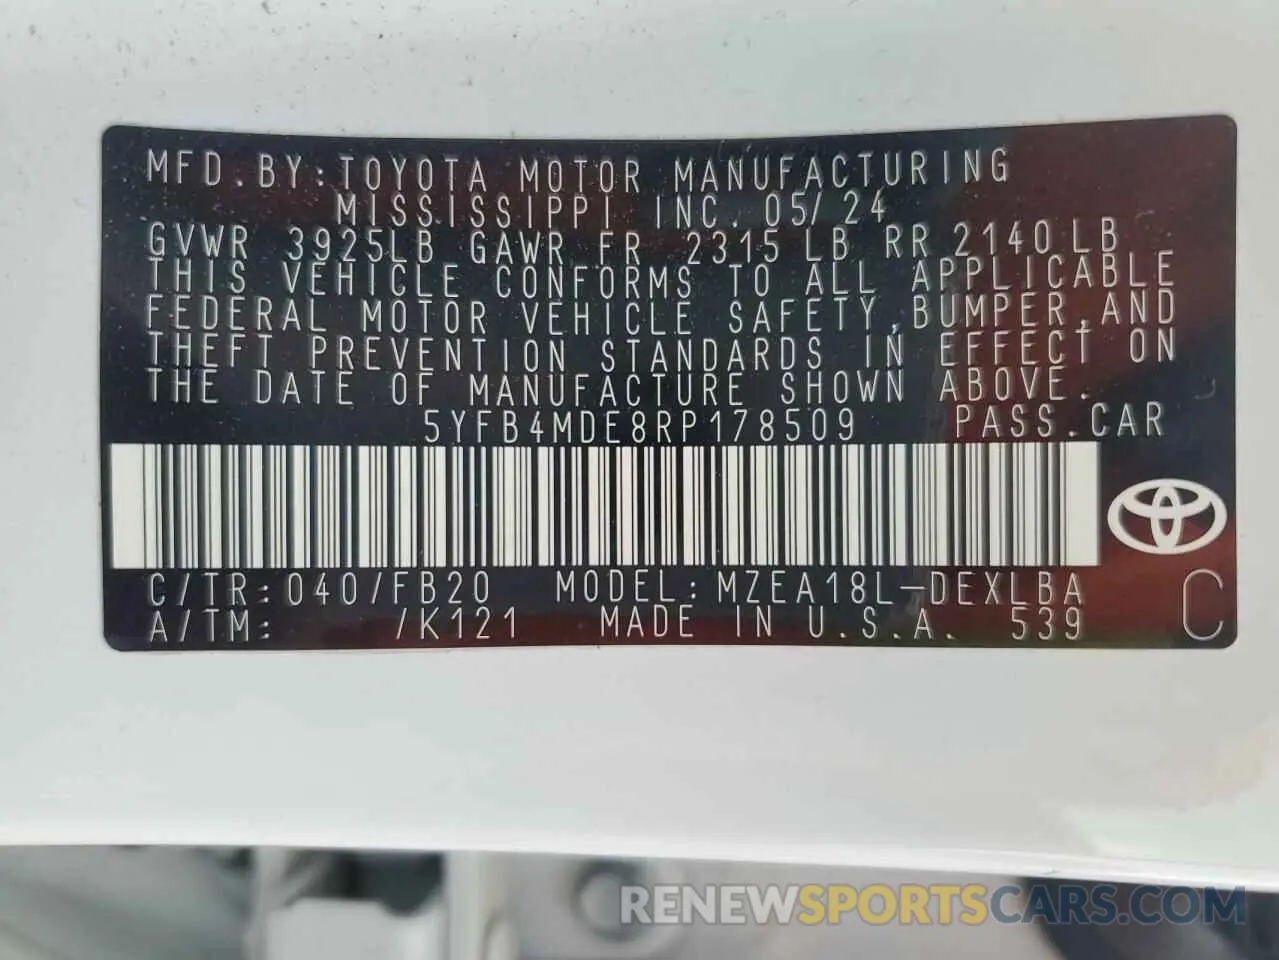 MFD.BY:TOYOTA MOTOR MANUFACTURING
MISSISSIPPI INC. 05/24
GVWR 3925LB GAWR FR 2315 LB RR 2140 LB
THIS VEHICLE CONFORMS TO ALL APPLICABLE
FEDERAL MOTOR VEHICLE SAFETY,BUMPER,AND
THEFT PREVENTION STANDARDS IN EFFECT ON
THE DATE OF MANUFACTURE SHOWN ABOVE.
5YFB4MDE8RP178509 PASS.CAR
C/TR:040/FB20 MODEL:MZEA18L-DEXLBA
A/TM: /K121 MADE IN U.S.A. 539 C
RENEWSPORTSCARS.COM